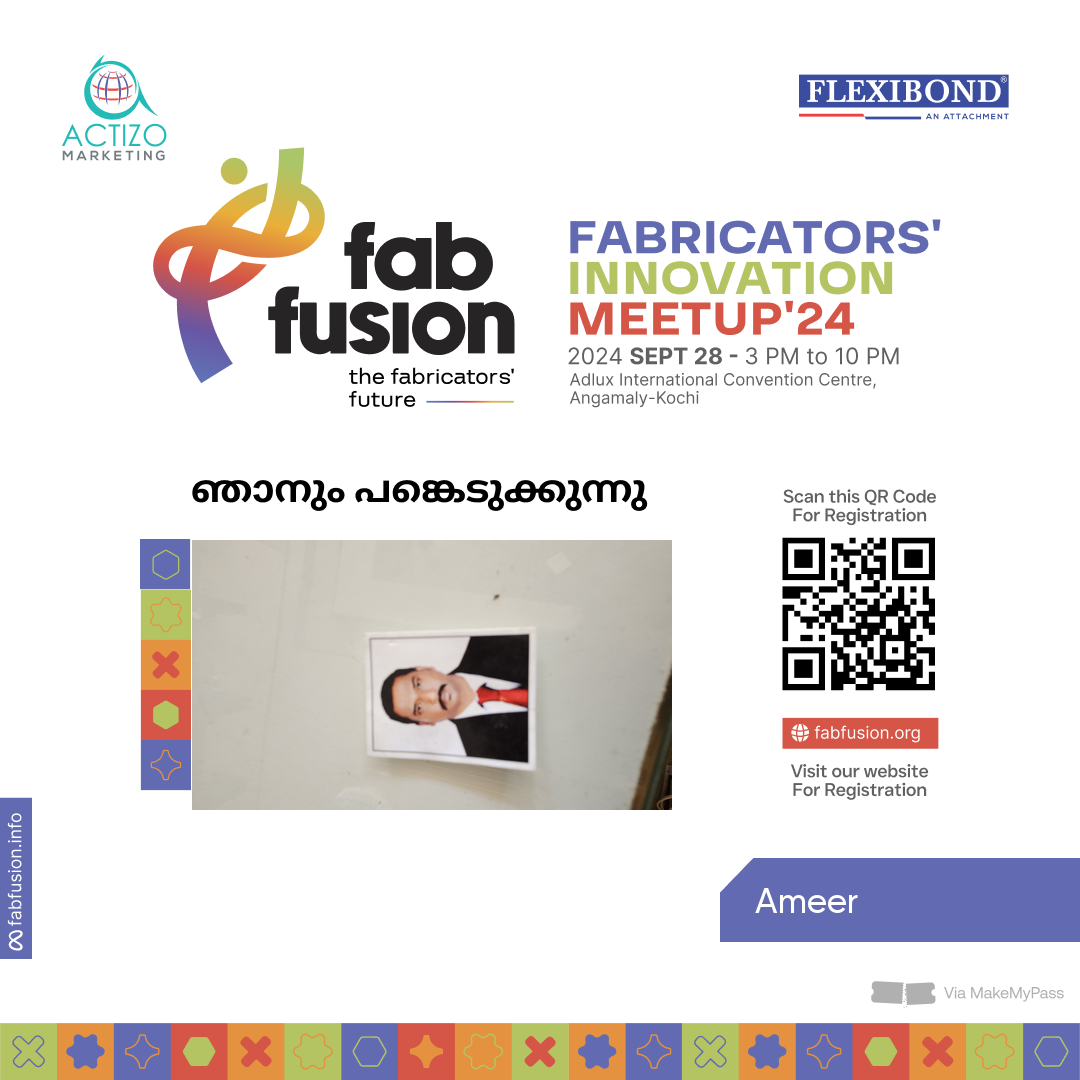 ACTIZO
MARKETING
FLEXIBOND®
AN ATTACHMENT
fab
fusion
the fabricators'
future
FABRICATORS'
INNOVATION
MEETUP'24
2024 SEPT 28 - 3 PM to 10 PM
Adlux International Convention Centre,
Angamaly-Kochi
ഞാനും പങ്കെടുക്കുന്നു
Scan this QR Code
For Registration
fabfusion.org
Visit our website
For Registration
fabfusion.info
Ameer
Via MakeMyPass